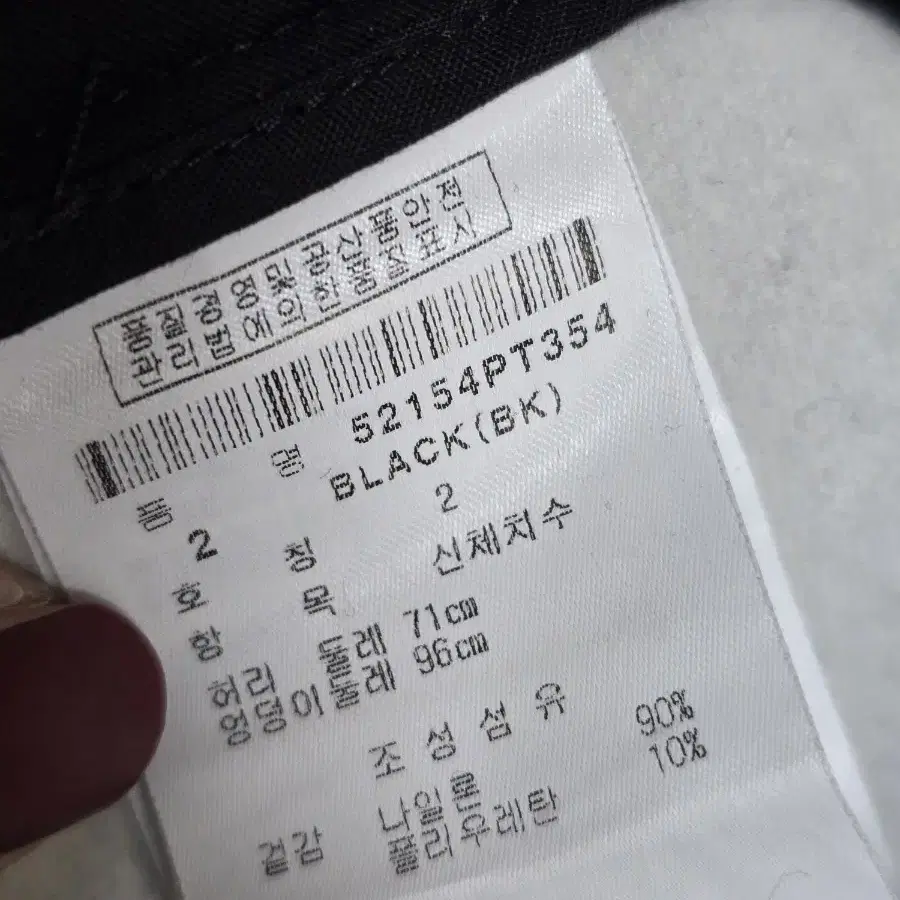 품질경영및공산품안전
관리법에의한품질표시
품 명 52154PT354
2 BLACK(BK)
호 칭 2
항 목 신체치수
허리 둘레 71cm
엉덩이둘레 96cm
조성섬유
겉감 나일론 90%
폴리우레탄 10%